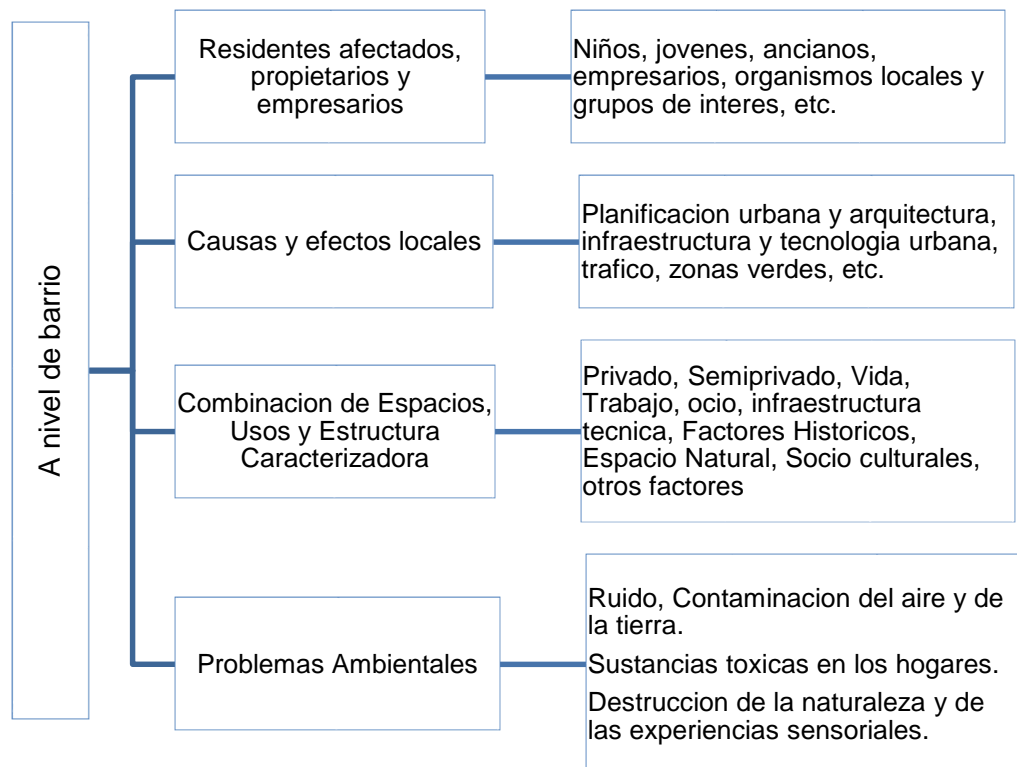 A nivel de barrio
Residentes afectados,
propietarios y
empresarios
Niños, jovenes, ancianos,
empresarios, organismos locales y
grupos de interes, etc.
Causas y efectos locales
Planificacion urbana y arquitectura,
infraestructura y tecnologia urbana,
trafico, zonas verdes, etc.
Combinacion de Espacios,
Usos y Estructura
Caracterizadora
Privado, Semiprivado, Vida,
Trabajo, ocio, infraestructura
tecnica, Factores Historicos,
Espacio Natural, Socio culturales,
otros factores
Problemas Ambientales
Ruido, Contaminacion del aire y de
la tierra.
Sustancias toxicas en los hogares.
Destruccion de la naturaleza y de
las experiencias sensoriales.